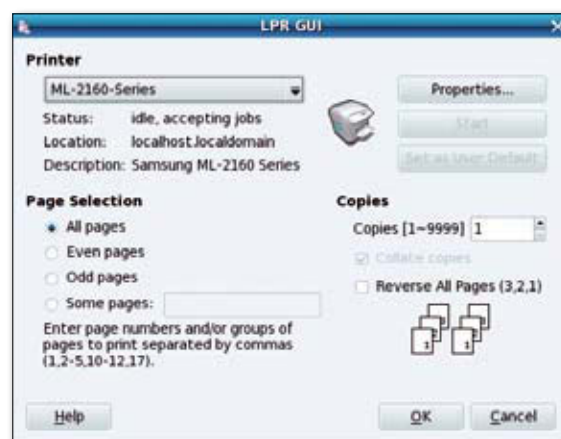 LPR GUI
Printer
ML-2160-Series
Properties...
Status: idle, accepting jobs
Start
Location: localhost.localdomain
Set as User Default
Description: Samsung ML-2160 Series
Page Selection
Copies
All pages
Copies [1~9999] 1
Even pages
Collate copies
Odd pages
Reverse All Pages (3,2,1)
Some pages:
Enter page numbers and/or groups of
pages to print separated by commas
(1,2-5,10-12,17).
Help
OK
Cancel